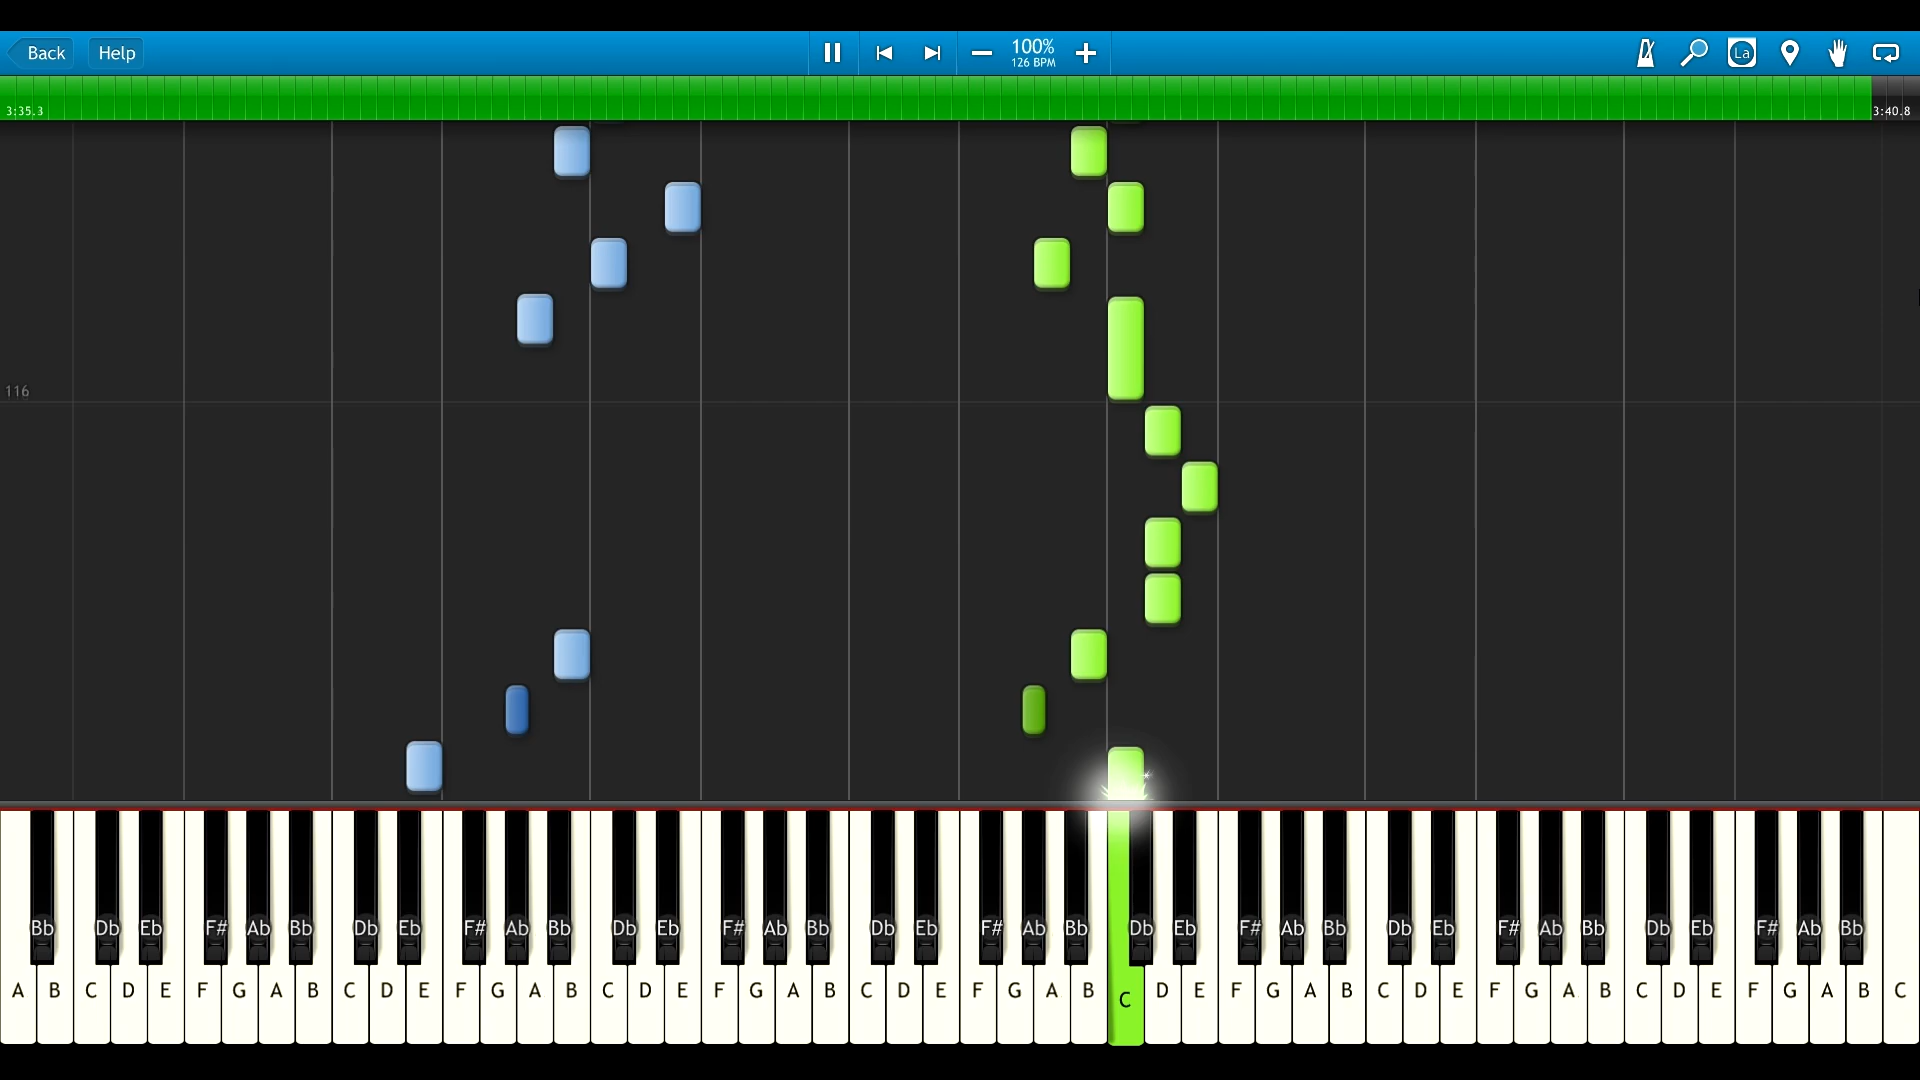 Back Help 100% La
126 BPM
3:35.3 3:40.8
116
Bb Db Eb F# Ab Bb Db Eb F# Ab Bb Db Eb F# Ab Bb Db Eb F# Ab Bb Db Eb F# Ab Bb Db Eb F# Ab Bb Db Eb F# Ab Bb
A B C D E F G A B C D E F G A B C D E F G A B C D E F G A B C D E F G A B C D E F G A B C D E F G A B C